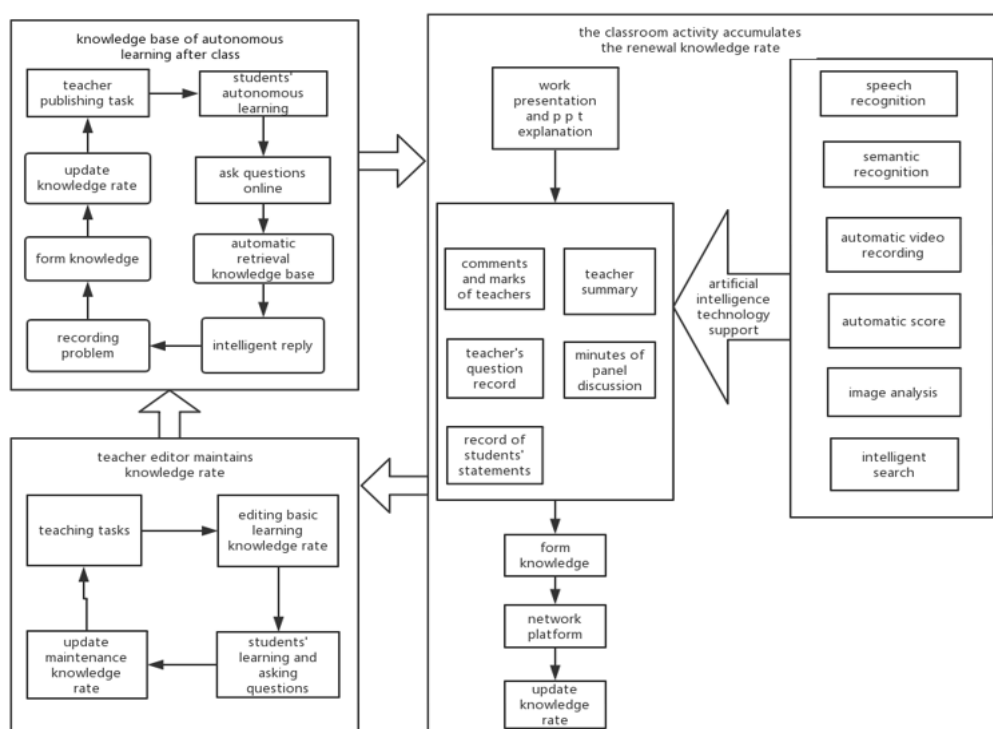 knowledge base of autonomous
learning after class
teacher
publishing task
students'
autonomous
learning
update
knowledge rate
ask questions
online
form knowledge
automatic
retrieval
knowledge base
recording
problem
intelligent reply
teacher editor maintains
knowledge rate
teaching tasks
editing basic
learning
knowledge rate
update
maintenance
knowledge
rate
students'
learning and
asking
questions
the classroom activity accumulates
the renewal knowledge rate
work
presentation
and p p t
explanation
comments
and marks
of teachers
teacher
summary
teacher's
question
record
minutes of
panel
discussion
record of
students'
statements
form
knowledge
network
platform
update
knowledge
rate
artificial
intelligence
technology
support
speech
recognition
semantic
recognition
automatic video
recording
automatic score
image analysis
intelligent
search